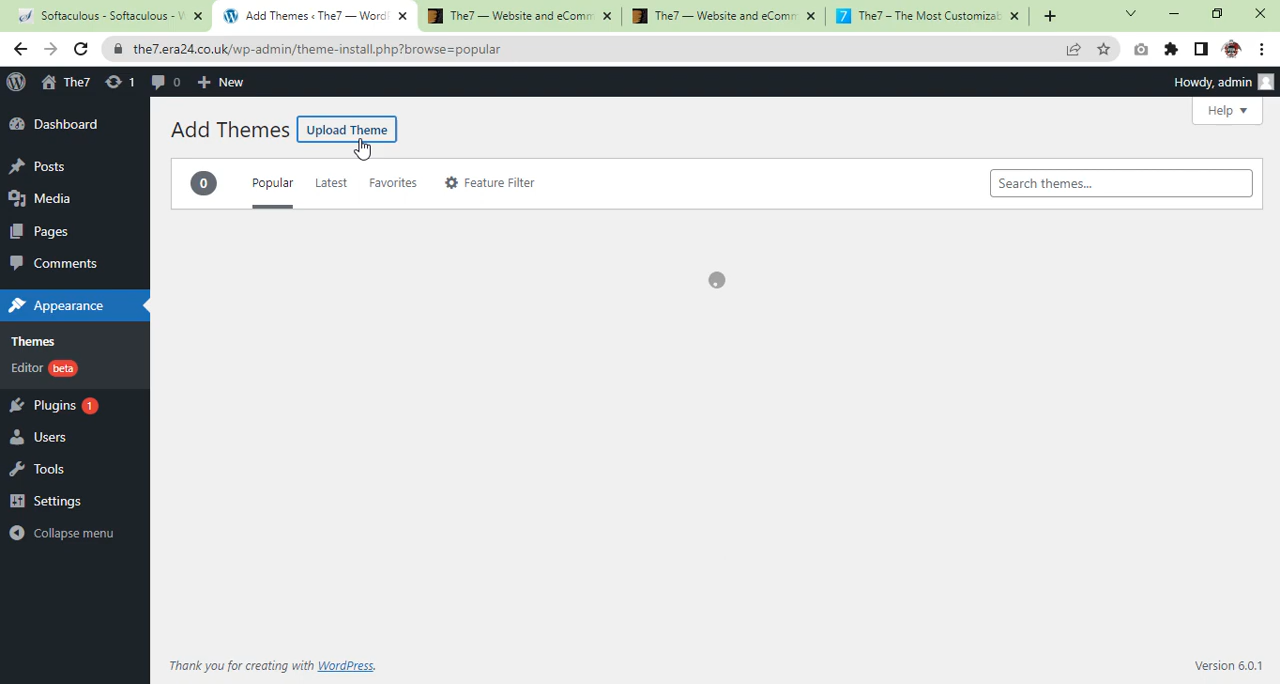 Softaculous - Softaculous - W
Add Themes ‹ The7 — WordP
The7 — Website and eComm
The7 — Website and eComm
7 The7 – The Most Customizab
the7.era24.co.uk/wp-admin/theme-install.php?browse=popular
The7 1 0 New
Howdy, admin
Dashboard
Posts
Media
Pages
Comments
Appearance
Themes
Editor beta
Plugins 1
Users
Tools
Settings
Collapse menu
Help
Add Themes Upload Theme
0 Popular Latest Favorites Feature Filter Search themes...
Thank you for creating with WordPress.
Version 6.0.1